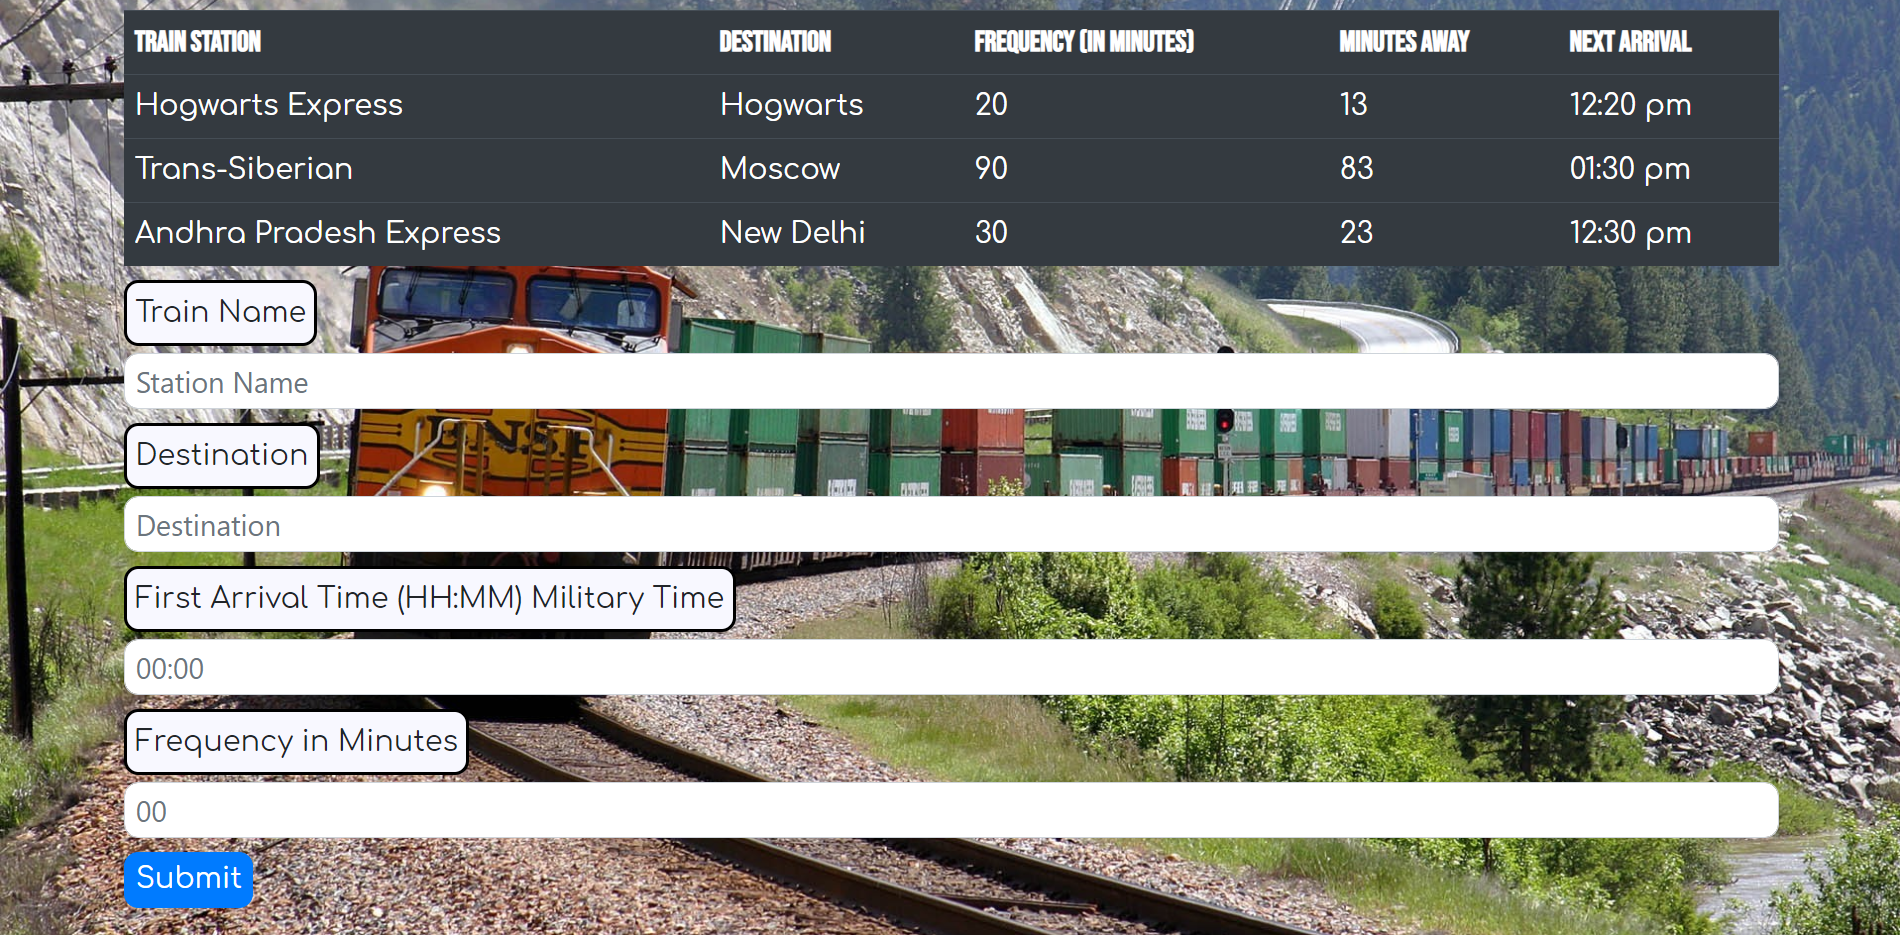 TRAIN STATION DESTINATION FREQUENCY (IN MINUTES) MINUTES AWAY NEXT ARRIVAL
Hogwarts Express Hogwarts 20 13 12:20 pm
Trans-Siberian Moscow 90 83 01:30 pm
Andhra Pradesh Express New Delhi 30 23 12:30 pm
Train Name
Station Name
BNSF
Destination
Destination
First Arrival Time (HH:MM) Military Time
00:00
Frequency in Minutes
00
Submit